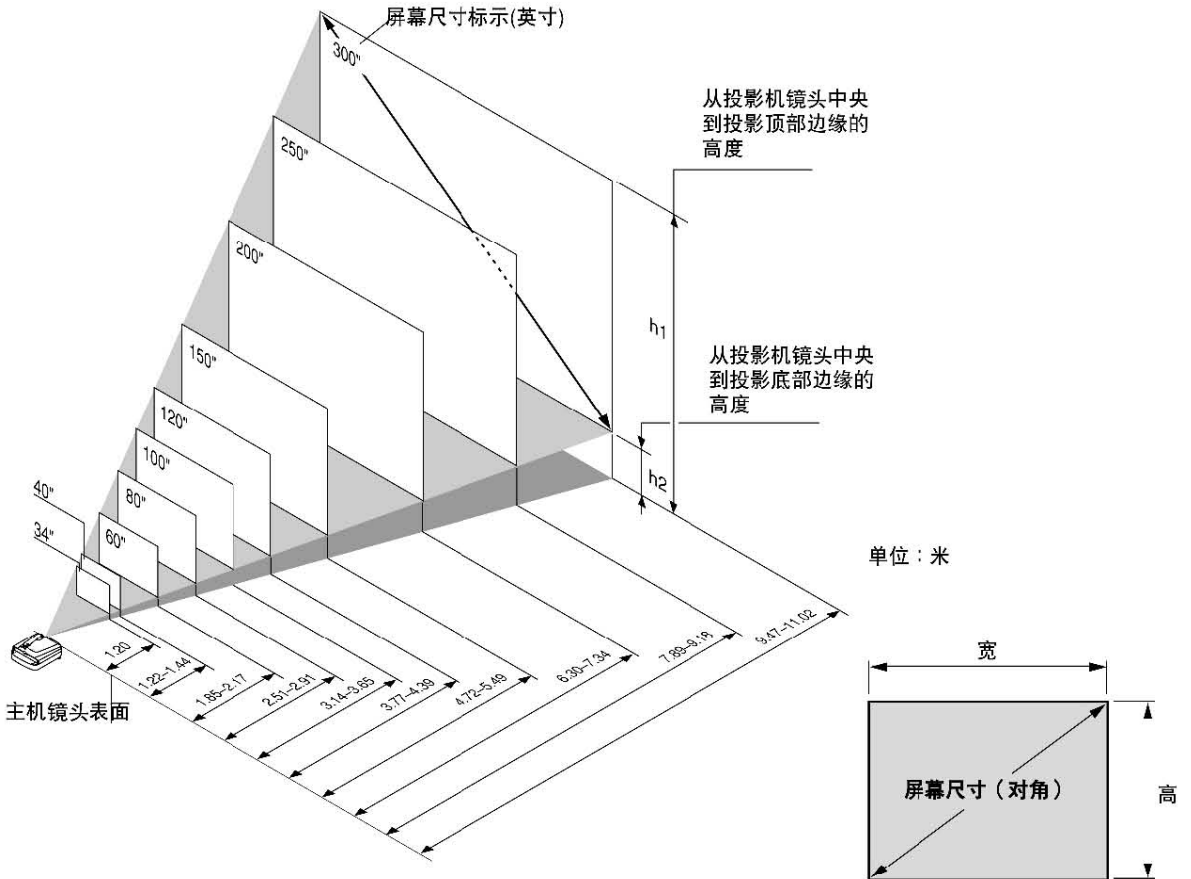 屏幕尺寸标示(英寸)
300"
从投影机镜头中央
到投影顶部边缘的
高度
250"
200"
h1
150"
从投影机镜头中央
到投影底部边缘的
高度
120"
100"
h2
80"
40"
60"
34"
单位：米
1.20
1.22–1.44
1.85–2.17
2.51–2.91
3.14–3.65
3.77–4.39
4.72–5.49
6.30–7.34
7.89–9.18
9.47–11.02
主机镜头表面
宽
屏幕尺寸（对角）
高